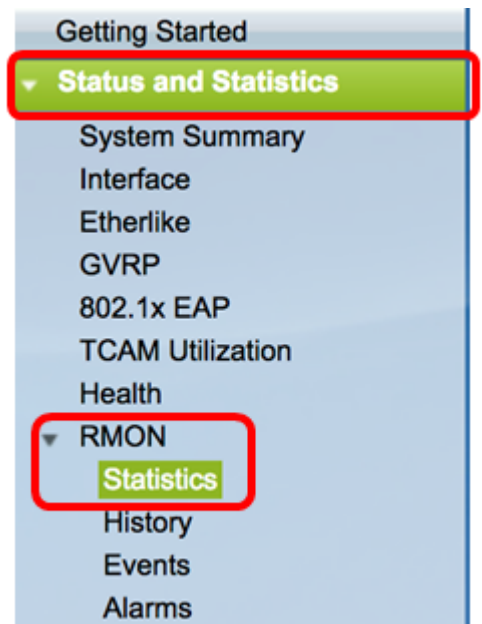 Getting Started
Status and Statistics
System Summary
Interface
Etherlike
GVRP
802.1x EAP
TCAM Utilization
Health
RMON
Statistics
History
Events
Alarms